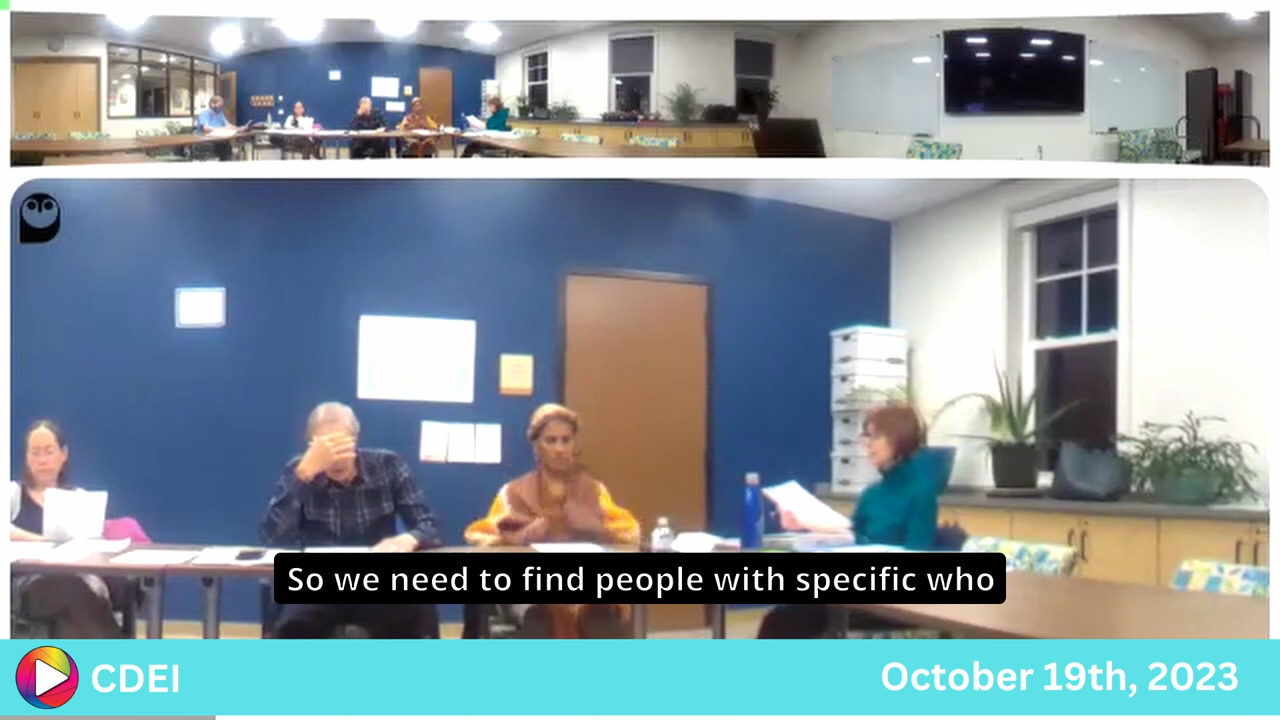 So we need to find people with specific who
CDEI
October 19th, 2023